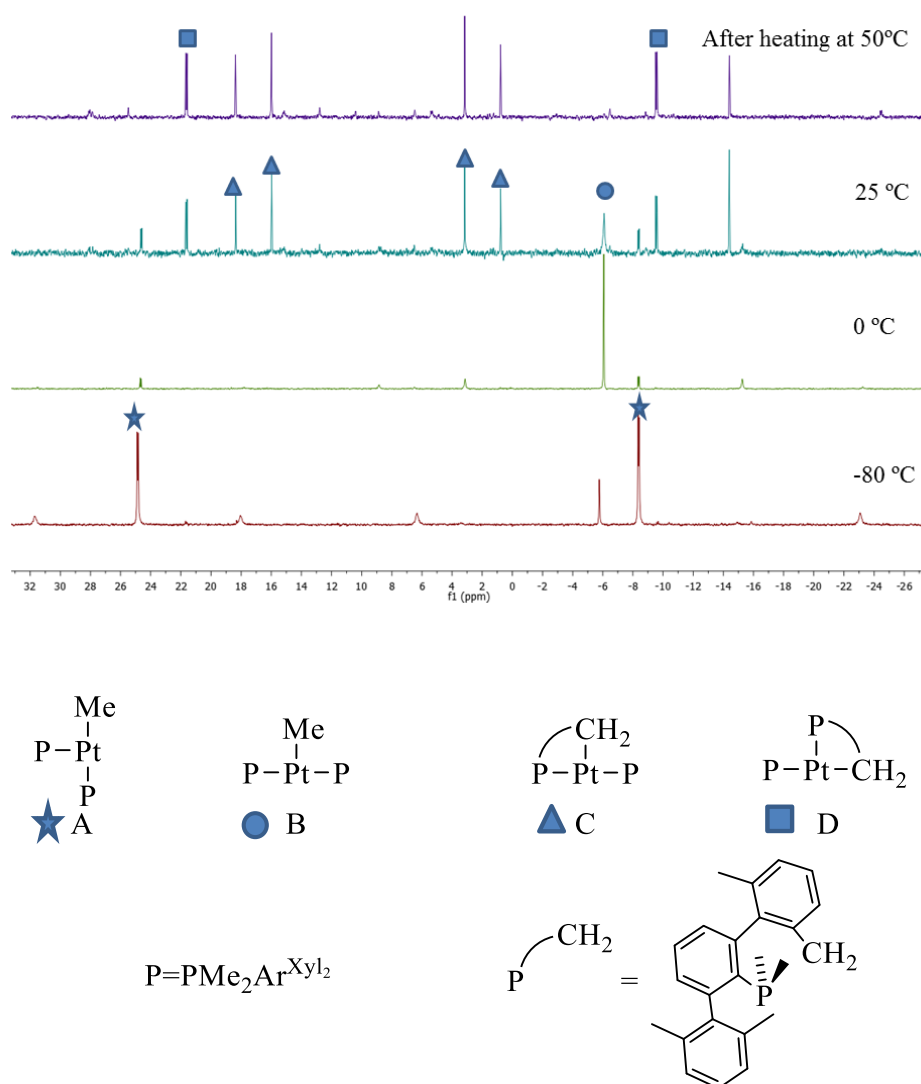 After heating at 50ºC
25 ºC
0 ºC
-80 ºC
32 30 28 26 24 22 20 18 16 14 12 10 8 6 4 2 0 -2 -4 -6 -8 -10 -12 -14 -16 -18 -20 -22 -24 -26
f1 (ppm)
Me
P-Pt
P
A
Me
P-Pt-P
B
CH2
P-Pt-P
C
P
P-Pt-CH2
D
P=PMe2ArXyl2
CH2
P
=
CH2
P